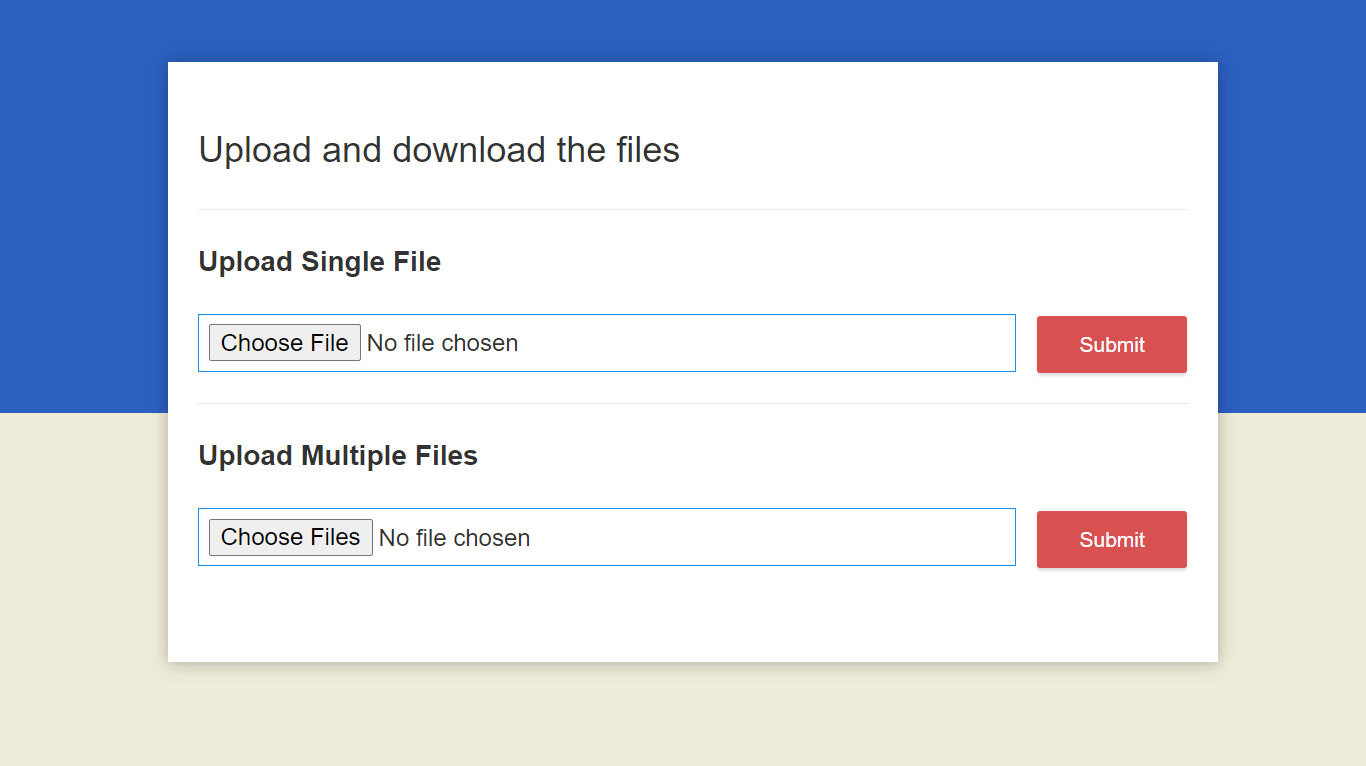 Upload and download the files
Upload Single File
Choose File No file chosen
Submit
Upload Multiple Files
Choose Files No file chosen
Submit